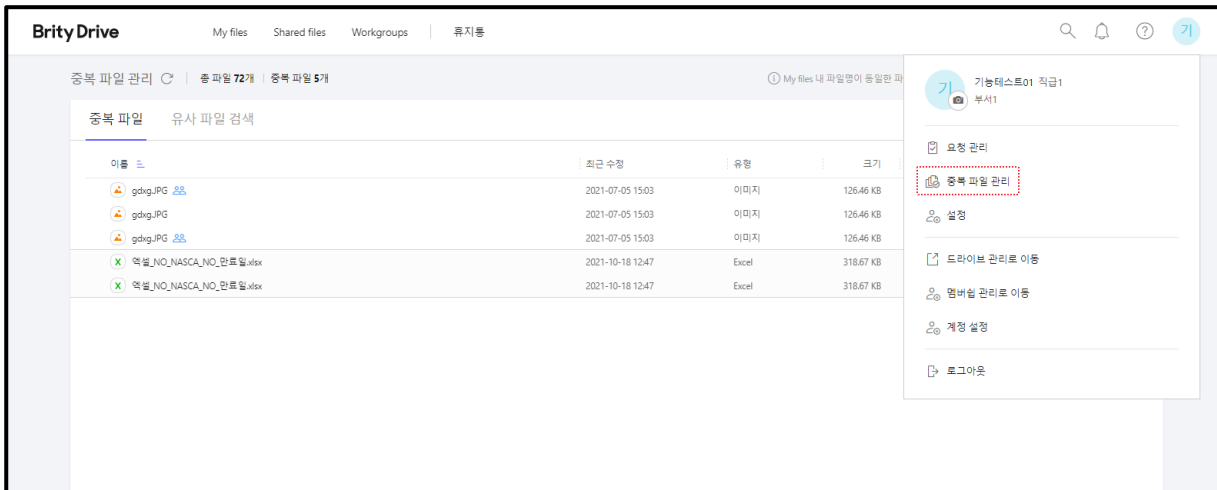 Brity Drive My files Shared files Workgroups 휴지통 기
중복 파일 관리 총 파일 72개 중복 파일 5개 My files 내 파일명이 동일한 파
중복 파일 유사 파일 검색
이름 최근 수정 유형 크기
gdxg.JPG 2021-07-05 15:03 이미지 126.46 KB
gdxg.JPG 2021-07-05 15:03 이미지 126.46 KB
gdxg.JPG 2021-07-05 15:03 이미지 126.46 KB
엑셀_NO_NASCA_NO_만료일.xlsx 2021-10-18 12:47 Excel 318.67 KB
엑셀_NO_NASCA_NO_만료일.xlsx 2021-10-18 12:47 Excel 318.67 KB
기
기능테스트01 직급1
부서1
요청 관리
중복 파일 관리
설정
드라이브 관리로 이동
멤버쉽 관리로 이동
계정 설정
로그아웃